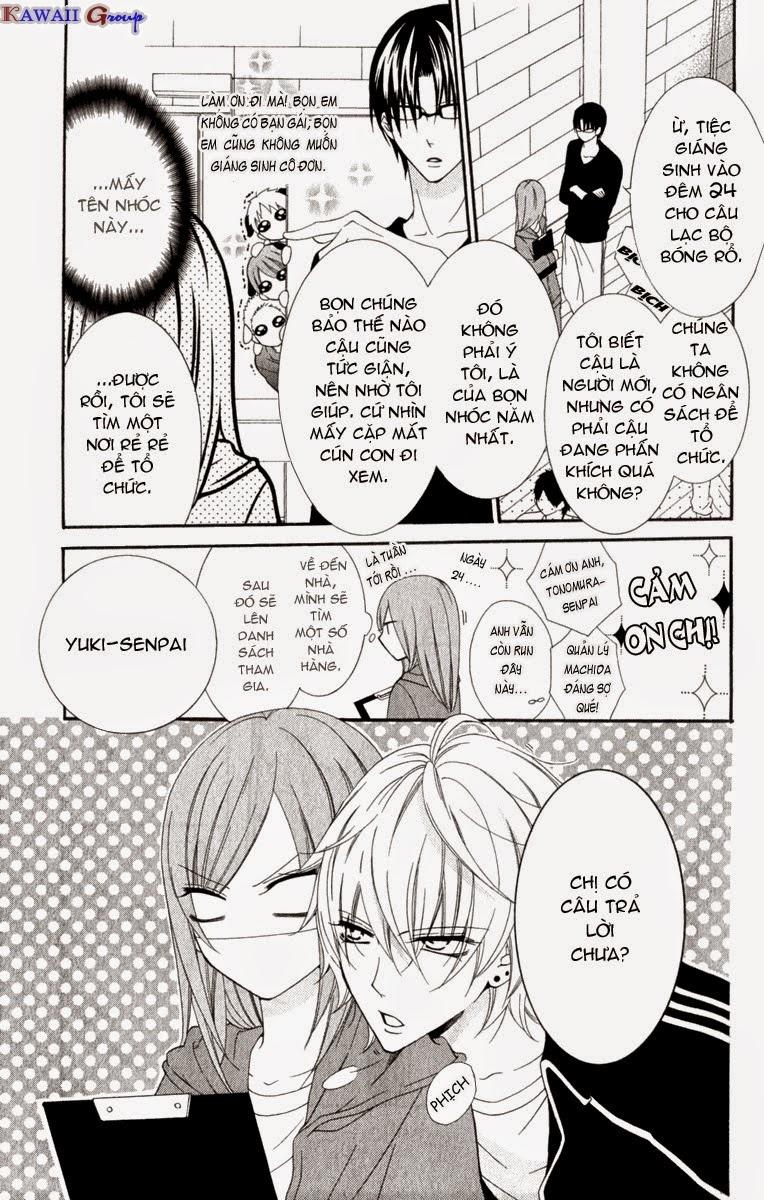 KAWAII Group
Ừ, TIỆC
GIÁNG
SINH VÀO
ĐÊM 24
CHO CÂU
LẠC BỘ
BÓNG RỔ.
BỊCH
BỊCH
CHÚNG
TA
KHÔNG
CÓ NGÂN
SÁCH ĐỂ
TỔ
CHỨC.
TÔI BIẾT
CẬU LÀ
NGƯỜI MỚI,
NHƯNG CÓ
PHẢI CẬU
ĐANG PHẤN
KHÍCH QUÁ
KHÔNG?
LÀM ƠN ĐI MÀ! BỌN EM
KHÔNG CÓ BẠN GÁI, BỌN
EM CŨNG KHÔNG MUỐN
GIÁNG SINH CÔ ĐƠN.
ĐÓ
KHÔNG
PHẢI Ý
TÔI, LÀ
CỦA BỌN
NHÓC NĂM
NHẤT.
BỌN CHÚNG
BẢO THẾ NÀO
CẬU CŨNG
TỨC GIẬN,
NÊN NHỜ TÔI
GIÚP. CỨ NHÌN
MẤY CẶP MẮT
CÚN CON ĐI
XEM.
...MẤY
TÊN NHÓC
NÀY...
...ĐƯỢC
RỒI, TÔI SẼ
TÌM MỘT
NƠI RẺ RẺ
ĐỂ TỔ
CHỨC.
CẢM
ƠN CHỊ!
CÁM ƠN ANH,
TONOMURA-
SENPAI
QUẢN LÝ
MACHIDA
ĐÁNG SỢ
QUÉ!
ANH VẪN
CÒN RUN
ĐÂY
NÀY...
NGÀY
24 ....
LÀ TUẦN
TỚI RỒI ...
VỀ ĐẾN
NHÀ,
MÌNH SẼ
TÌM
MỘT SỐ
NHÀ
HÀNG.
SAU
ĐÓ SẼ
LÊN
DANH
SÁCH
THAM
GIA.
YUKI-SENPAI
CHỊ CÓ
CÂU TRẢ
LỜI
CHƯA?
PHỊCH